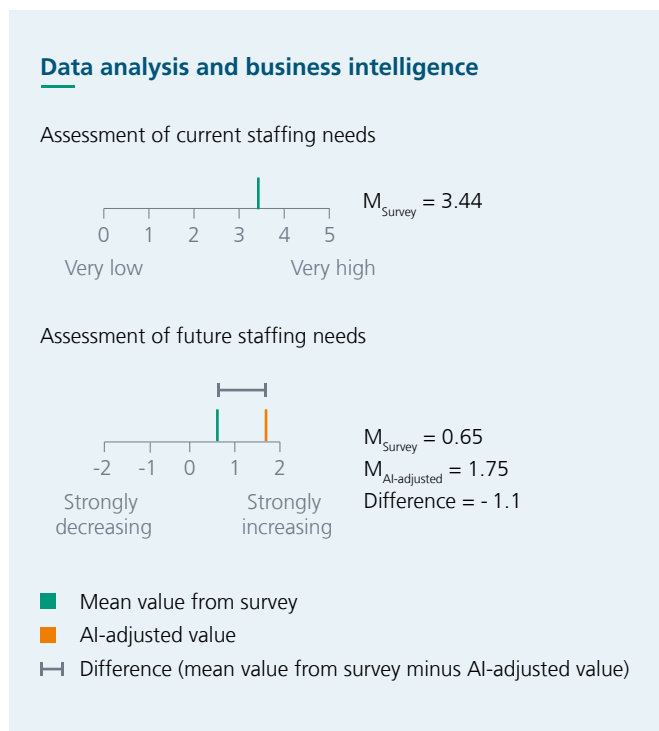 Data analysis and business intelligence
Assessment of current staffing needs
M Survey = 3.44
0 1 2 3 4 5
Very low Very high
Assessment of future staffing needs
M Survey = 0.65
M AI-adjusted = 1.75
Difference = - 1.1
-2 -1 0 1 2
Strongly decreasing
Strongly increasing
Mean value from survey
AI-adjusted value
Difference (mean value from survey minus AI-adjusted value)